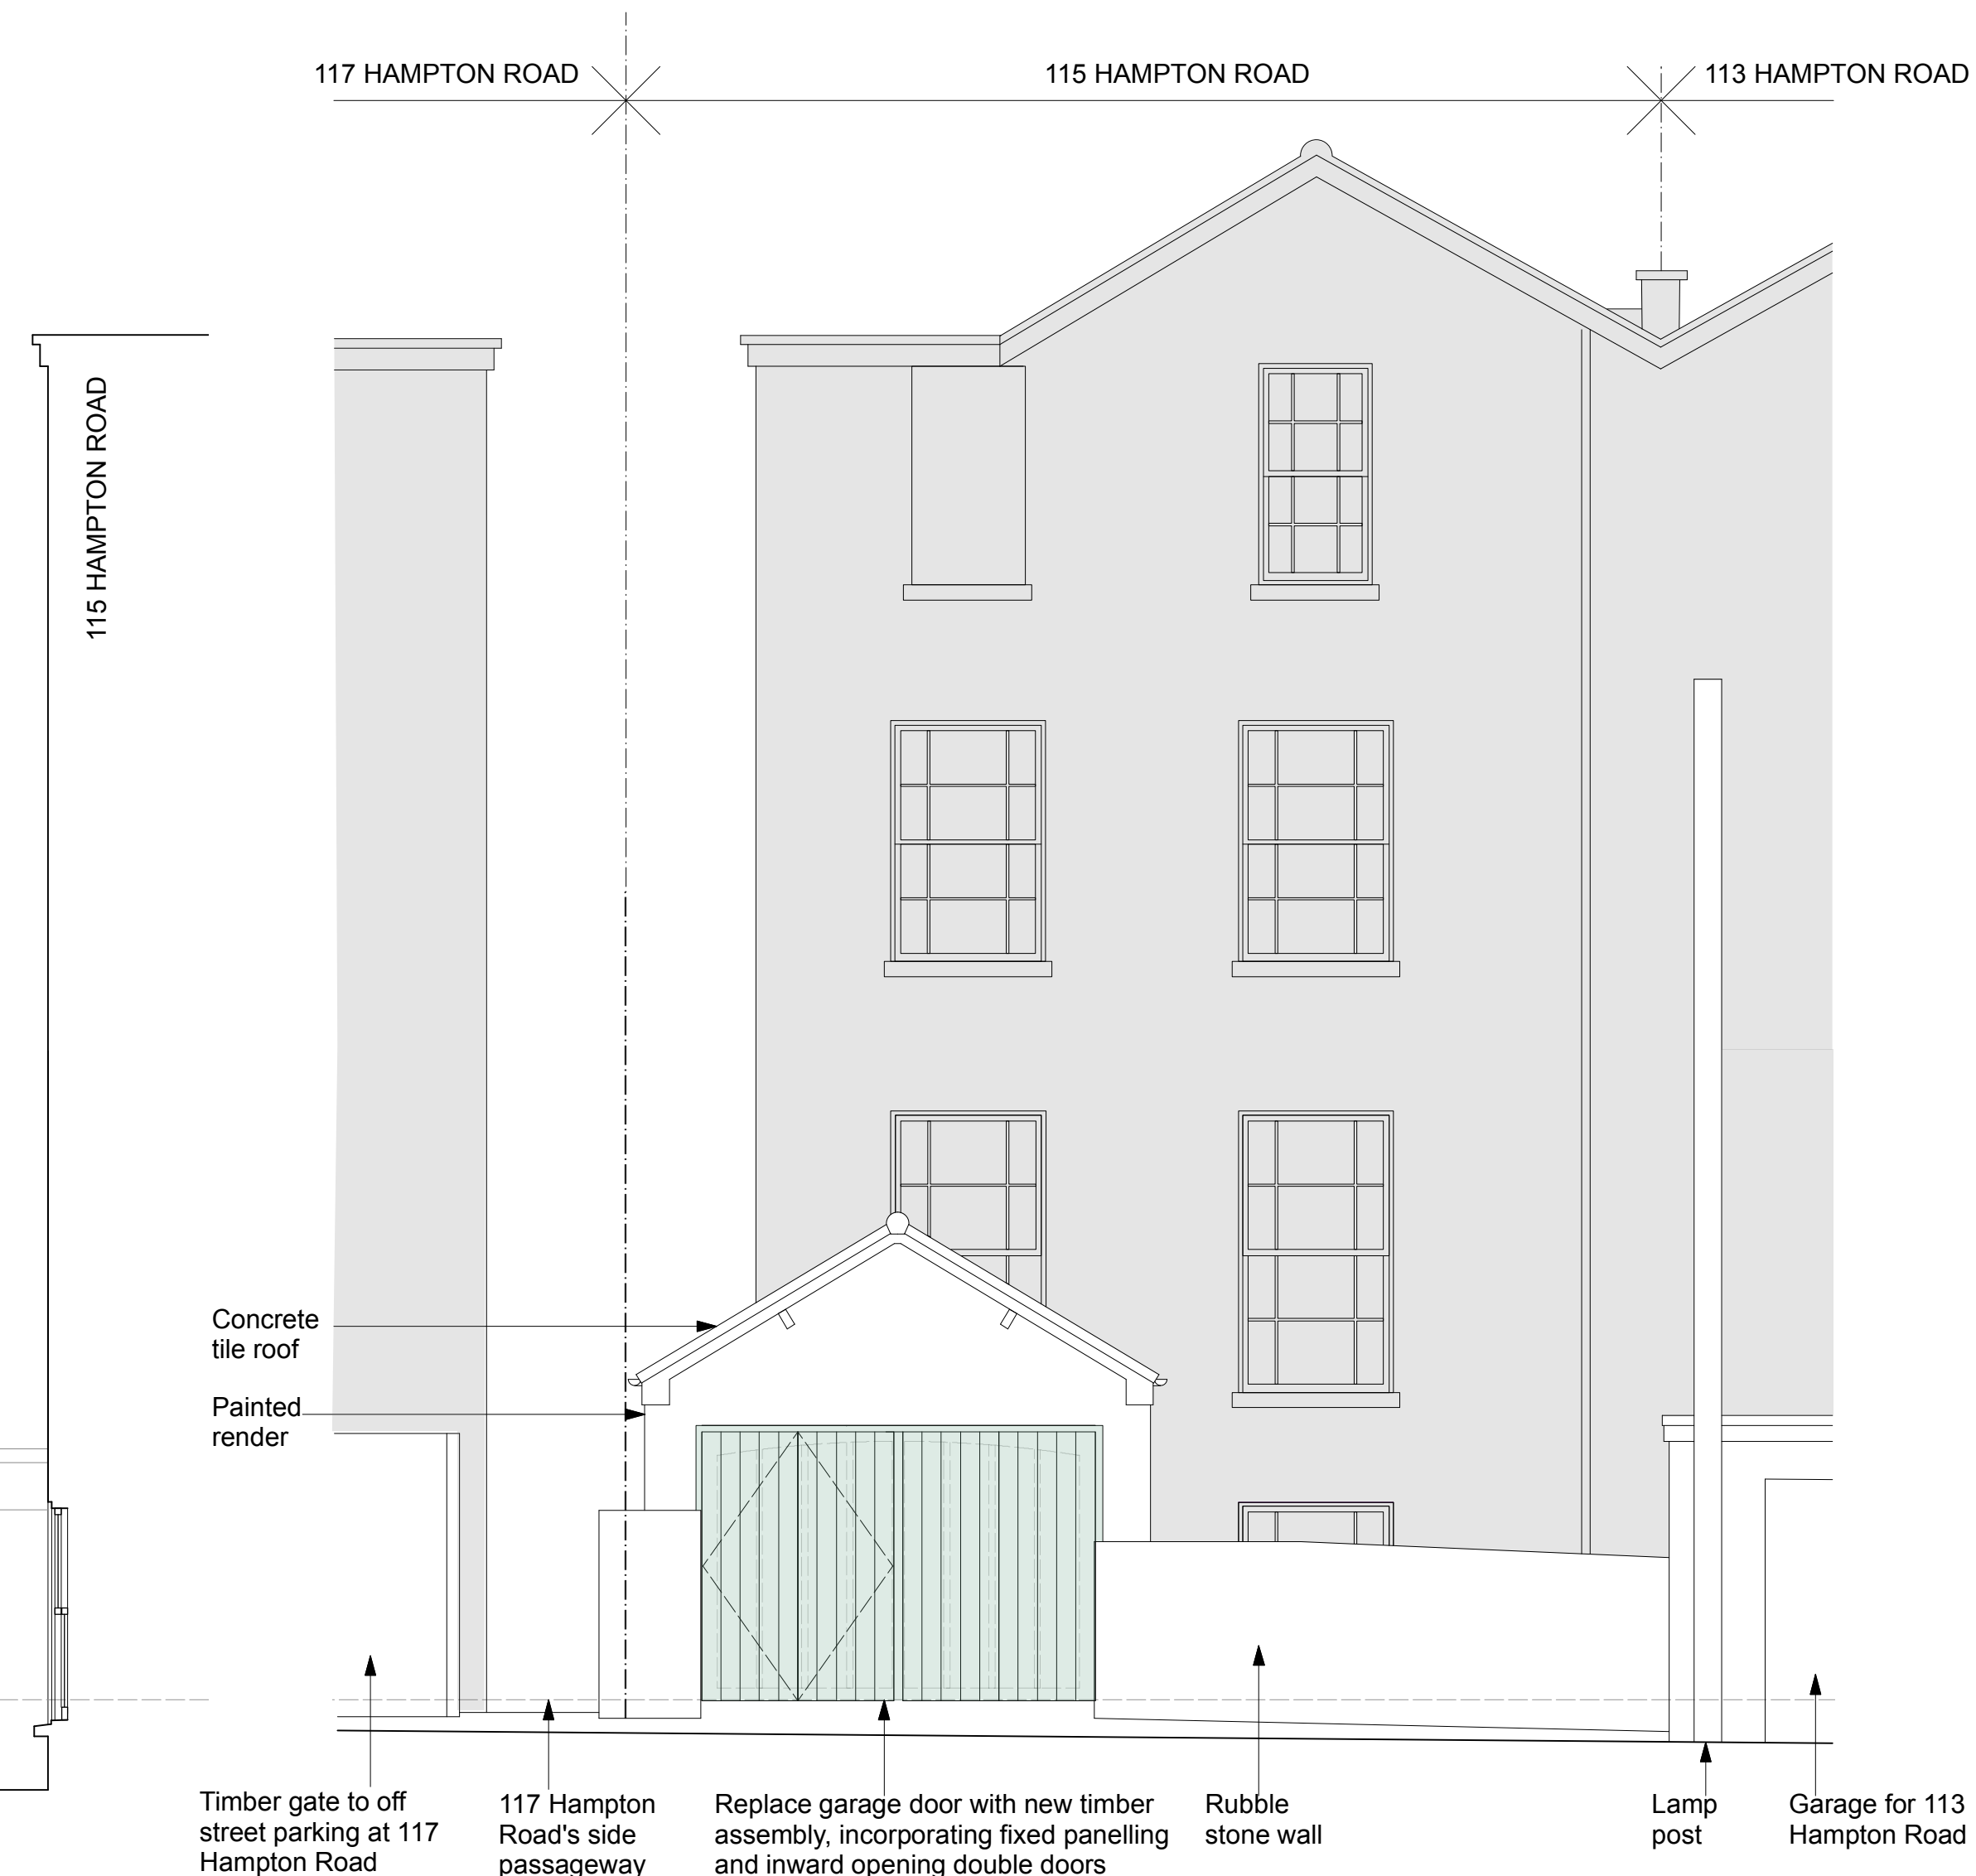 117 HAMPTON ROAD
115 HAMPTON ROAD
113 HAMPTON ROAD
115 HAMPTON ROAD
Concrete
tile roof
Painted
render
Timber gate to off
street parking at 117
Hampton Road
117 Hampton
Road's side
passageway
Replace garage door with new timber
assembly, incorporating fixed panelling
and inward opening double doors
Rubble
stone wall
Lamp
post
Garage for 113
Hampton Road